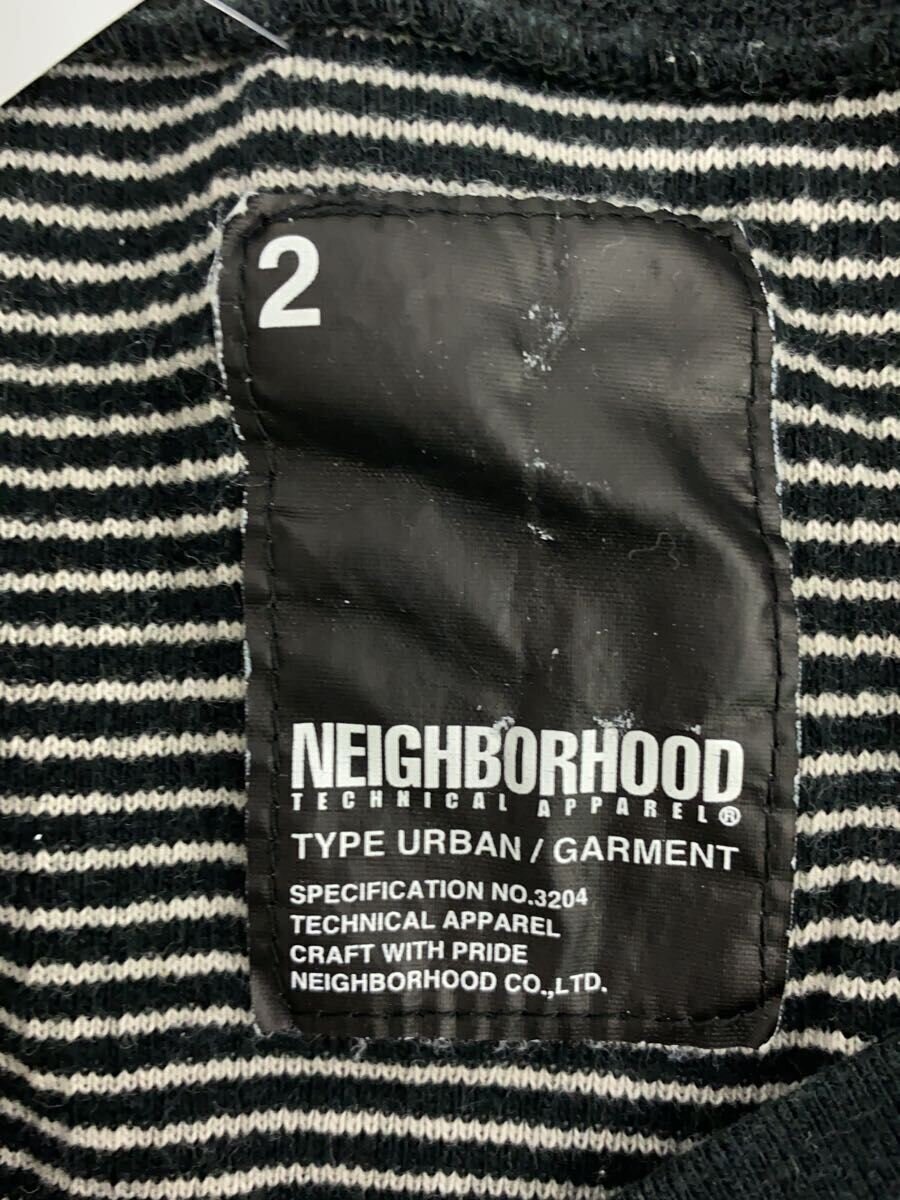 2
NEIGHBORHOOD
TECHNICAL APPAREL®
TYPE URBAN / GARMENT
SPECIFICATION NO.3204
TECHNICAL APPAREL
CRAFT WITH PRIDE
NEIGHBORHOOD CO.,LTD.